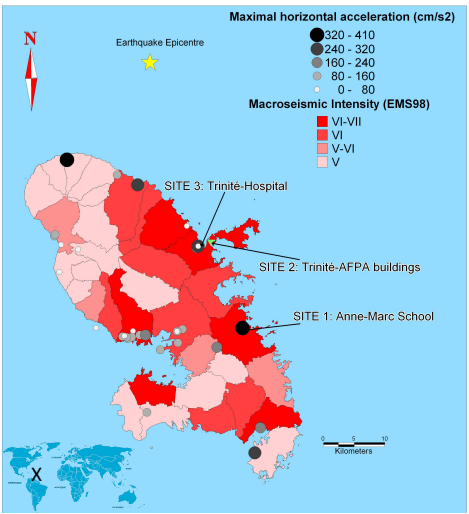 Maximal horizontal acceleration (cm/s2)
320 - 410
240 - 320
160 - 240
80 - 160
0 - 80
Macroseismic Intensity (EMS98)
VI-VII
VI
V-VI
V
N
Earthquake Epicentre
SITE 3: Trinité-Hospital
SITE 2: Trinité-AFPA buildings
SITE 1: Anne-Marc School
0 5 10
Kilometers
X